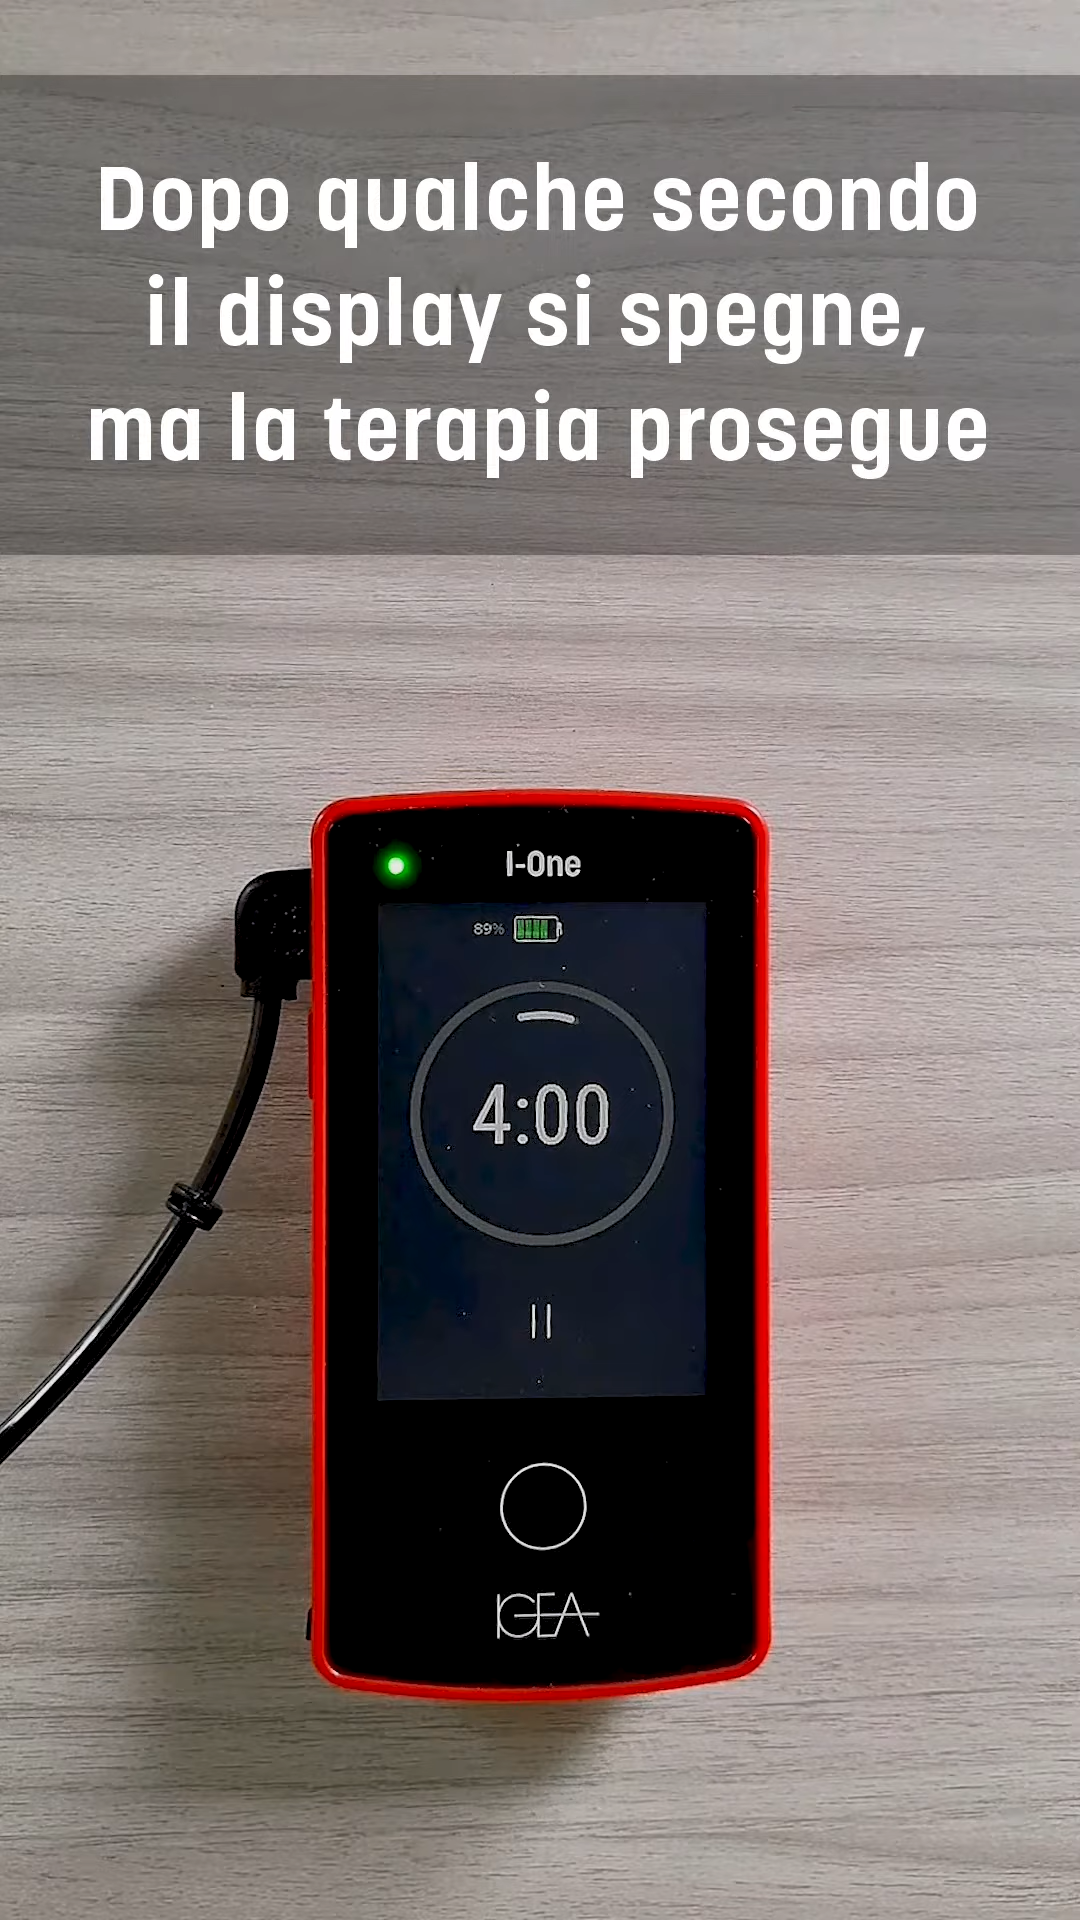 Dopo qualche secondo
il display si spegne,
ma la terapia prosegue
I-One
89%
4:00
IGEA